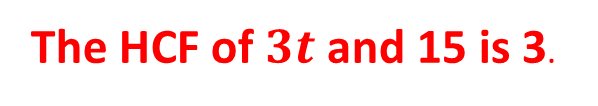 The HCF of 3t and 15 is 3.